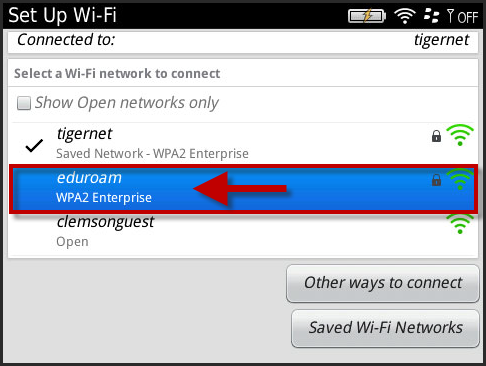 Set Up Wi-Fi OFF
Connected to: tigernet
Select a Wi-Fi network to connect
Show Open networks only
tigernet
Saved Network - WPA2 Enterprise
eduroam
WPA2 Enterprise
clemsonguest
Open
Other ways to connect
Saved Wi-Fi Networks